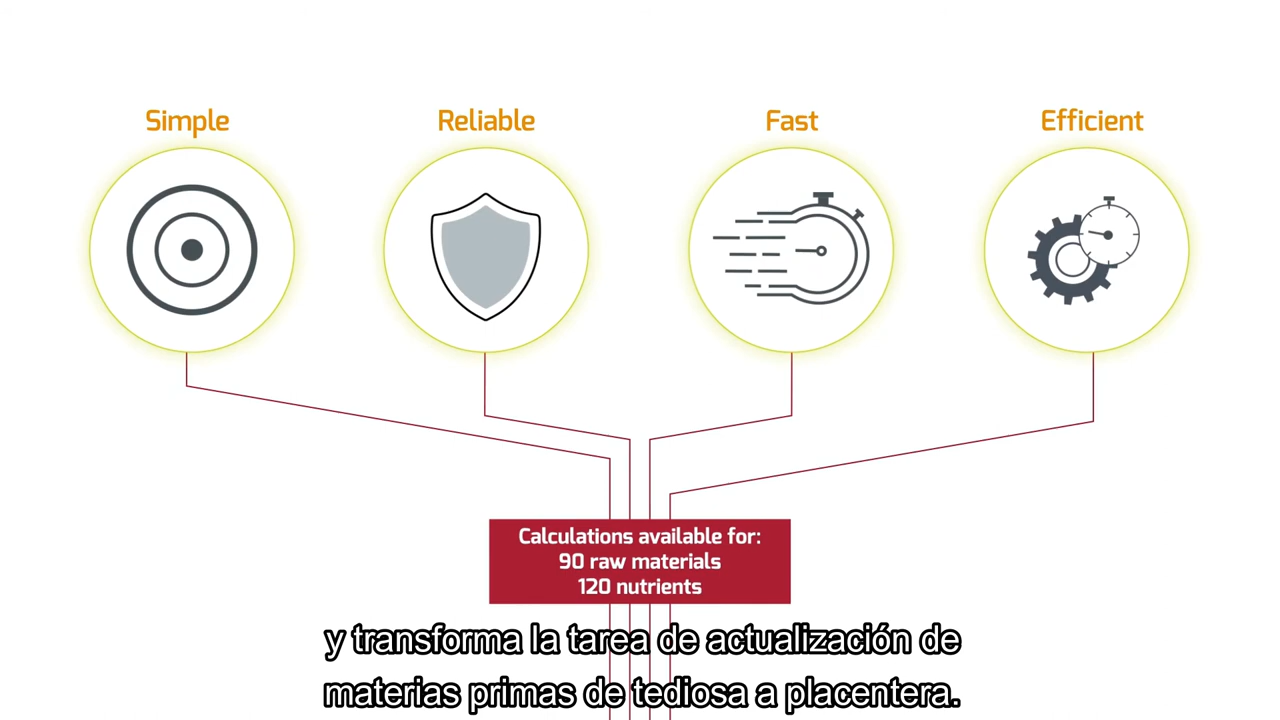 Simple
Reliable
Fast
Efficient
Calculations available for:
90 raw materials
120 nutrients
y transforma la tarea de actualización de
materias primas de tediosa a placentera.